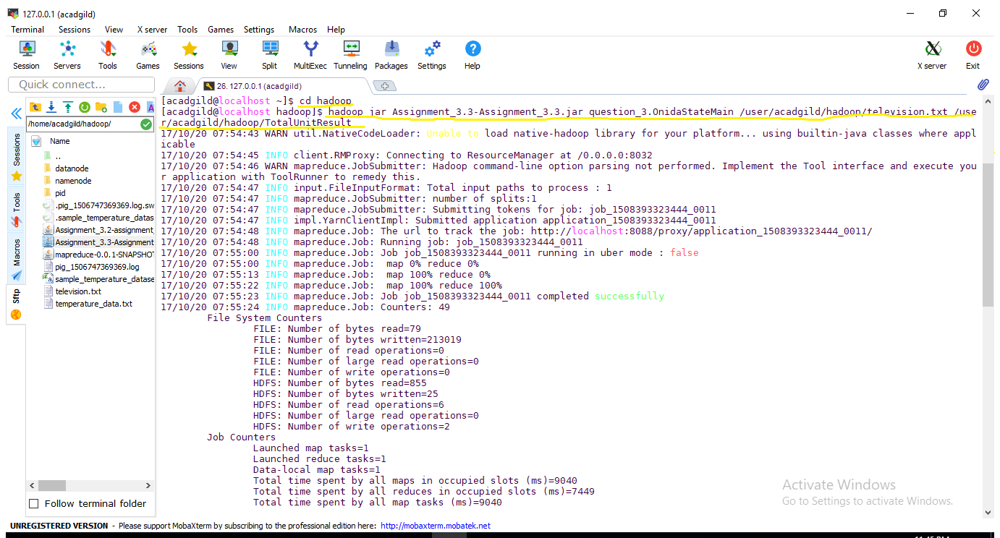 127.0.0.1 (acadgild)
Terminal Sessions View X server Tools Games Settings Macros Help
Session Servers Tools Games Sessions View Split MultiExec Tunneling Packages Settings Help X server Exit
Quick connect...
26. 127.0.0.1 (acadgild)
/home/acadgild/hadoop/
Name
..
datanode
namenode
pid
.pig_1506747369369.log.sw
.sample_temperature_datas
Assignment_3.2-assignment_
Assignment_3.3-Assignment
mapreduce-0.0.1-SNAPSHOT
pig_1506747369369.log
sample_temperature_datase
television.txt
temperature_data.txt
Sessions
Tools
Macros
Sftp
Follow terminal folder
[acadgild@localhost ~]$ cd hadoop
[acadgild@localhost hadoop]$ hadoop jar Assignment_3.3-Assignment_3.3.jar question_3.OnidaStateMain /user/acadgild/hadoop/television.txt /use
r/acadgild/hadoop/TotalUnitResult
17/10/20 07:54:43 WARN util.NativeCodeLoader: Unable to load native-hadoop library for your platform... using builtin-java classes where appl
icable
17/10/20 07:54:45 INFO client.RMProxy: Connecting to ResourceManager at /0.0.0.0:8032
17/10/20 07:54:46 WARN mapreduce.JobSubmitter: Hadoop command-line option parsing not performed. Implement the Tool interface and execute you
r application with ToolRunner to remedy this.
17/10/20 07:54:47 INFO input.FileInputFormat: Total input paths to process : 1
17/10/20 07:54:47 INFO mapreduce.JobSubmitter: number of splits:1
17/10/20 07:54:47 INFO mapreduce.JobSubmitter: Submitting tokens for job: job_1508393323444_0011
17/10/20 07:54:47 INFO impl.YarnClientImpl: Submitted application application_1508393323444_0011
17/10/20 07:54:48 INFO mapreduce.Job: The url to track the job: http://localhost:8088/proxy/application_1508393323444_0011/
17/10/20 07:54:48 INFO mapreduce.Job: Running job: job_1508393323444_0011
17/10/20 07:55:00 INFO mapreduce.Job: Job job_1508393323444_0011 running in uber mode : false
17/10/20 07:55:00 INFO mapreduce.Job:  map 0% reduce 0%
17/10/20 07:55:13 INFO mapreduce.Job:  map 100% reduce 0%
17/10/20 07:55:22 INFO mapreduce.Job:  map 100% reduce 100%
17/10/20 07:55:23 INFO mapreduce.Job: Job job_1508393323444_0011 completed successfully
17/10/20 07:55:24 INFO mapreduce.Job: Counters: 49
File System Counters
FILE: Number of bytes read=79
FILE: Number of bytes written=213019
FILE: Number of read operations=0
FILE: Number of large read operations=0
FILE: Number of write operations=0
HDFS: Number of bytes read=855
HDFS: Number of bytes written=25
HDFS: Number of read operations=6
HDFS: Number of large read operations=0
HDFS: Number of write operations=2
Job Counters
Launched map tasks=1
Launched reduce tasks=1
Data-local map tasks=1
Total time spent by all maps in occupied slots (ms)=9040
Total time spent by all reduces in occupied slots (ms)=7449
Total time spent by all map tasks (ms)=9040
Activate Windows
Go to Settings to activate Windows.
UNREGISTERED VERSION - Please support MobaXterm by subscribing to the professional edition here: http://mobaxterm.mobatek.net